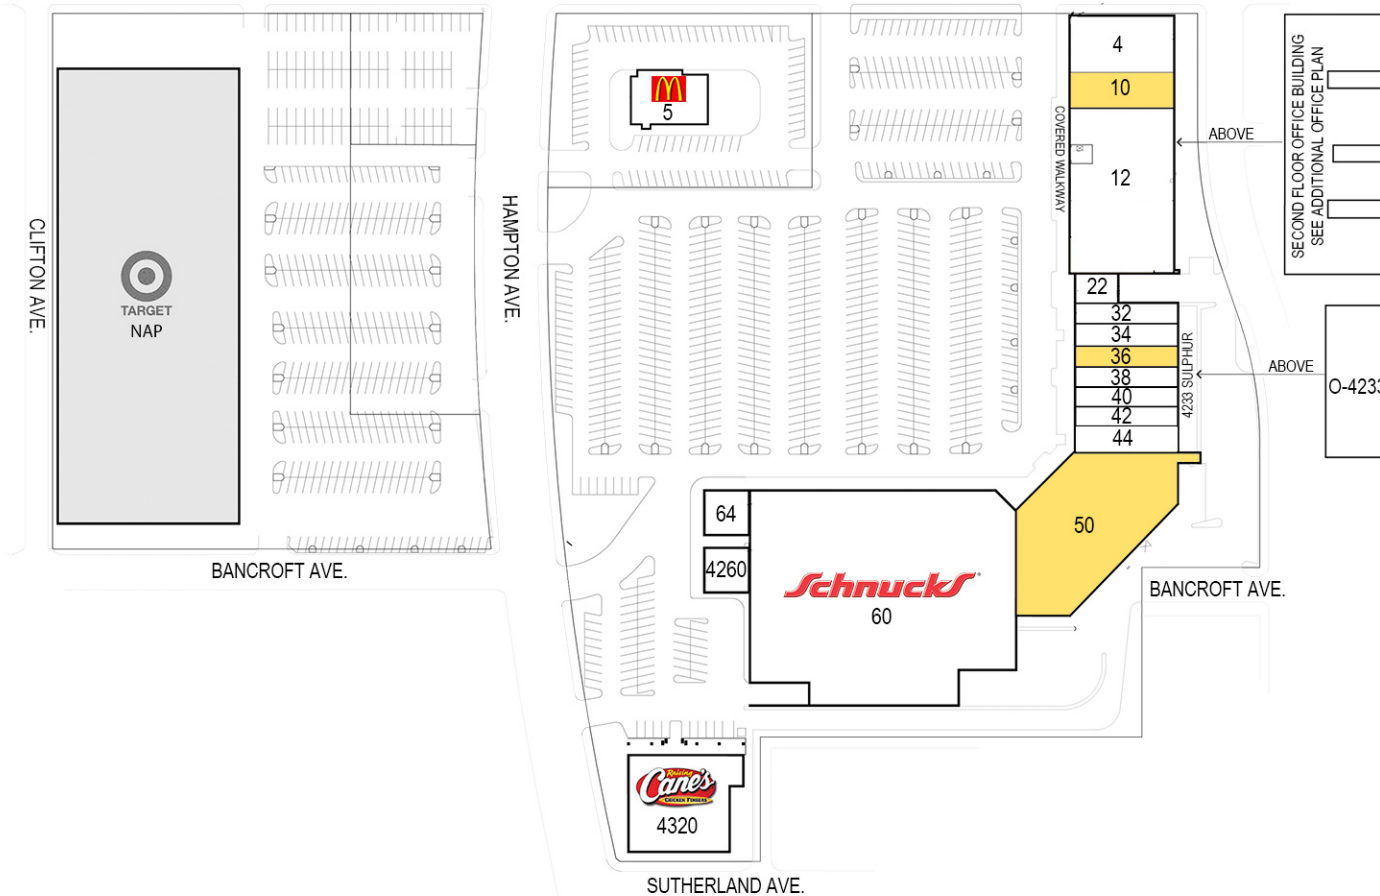 4
10
5
ABOVE
SECOND FLOOR OFFICE BUILDING
SEE ADDITIONAL OFFICE PLAN
COVERED WALKWAY
12
CLIFTON AVE.
HAMPTON AVE.
TARGET
NAP
22
32
34
36
38
40
42
44
4233 SULPHUR
ABOVE
O-4233
64
50
4260
Schnucks
60
BANCROFT AVE.
BANCROFT AVE.
Raising
Cane's
CHICKEN FINGERS
4320
SUTHERLAND AVE.